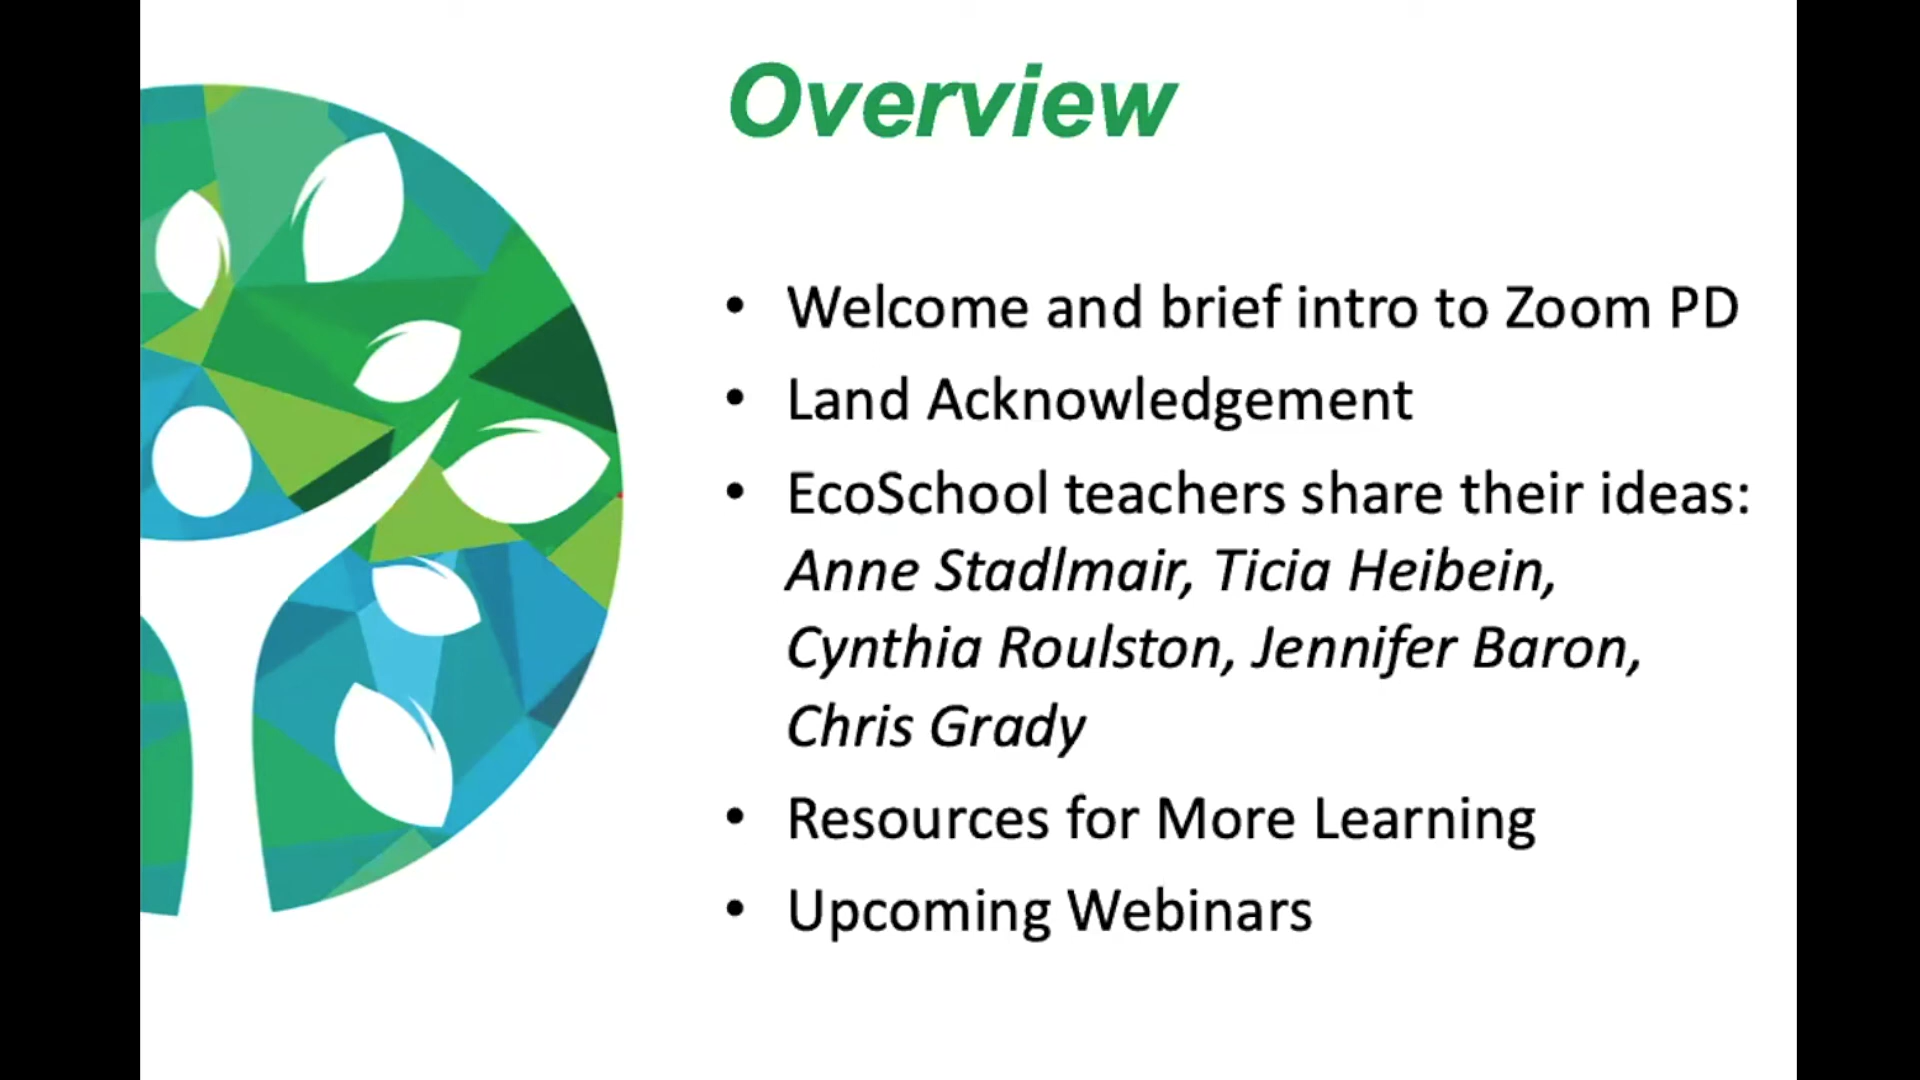 Overview
• Welcome and brief intro to Zoom PD
• Land Acknowledgement
• EcoSchool teachers share their ideas:
Anne Stadlmair, Ticia Heibein,
Cynthia Roulston, Jennifer Baron,
Chris Grady
• Resources for More Learning
• Upcoming Webinars